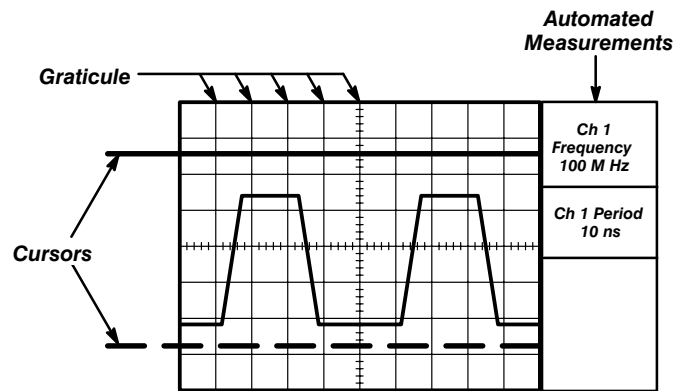 Automated
Measurements
Graticule
Ch 1
Frequency
100 M Hz
Ch 1 Period
10 ns
Cursors